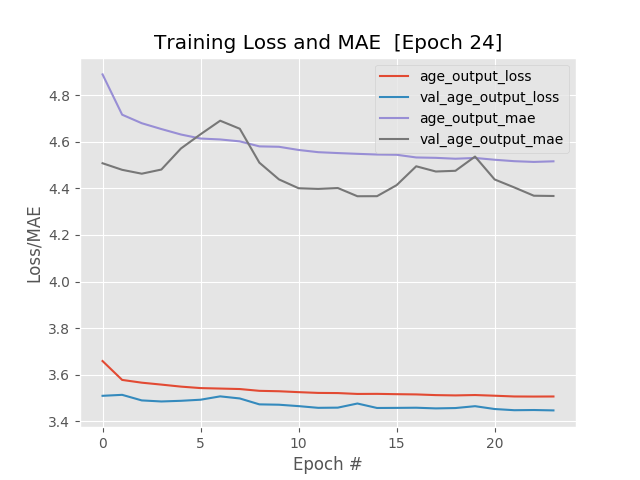 Training Loss and MAE [Epoch 24]
age_output_loss
val_age_output_loss
age_output_mae
val_age_output_mae
4.8
4.6
4.4
4.2
4.0
3.8
3.6
3.4
Loss/MAE
0 5 10 15 20
Epoch #